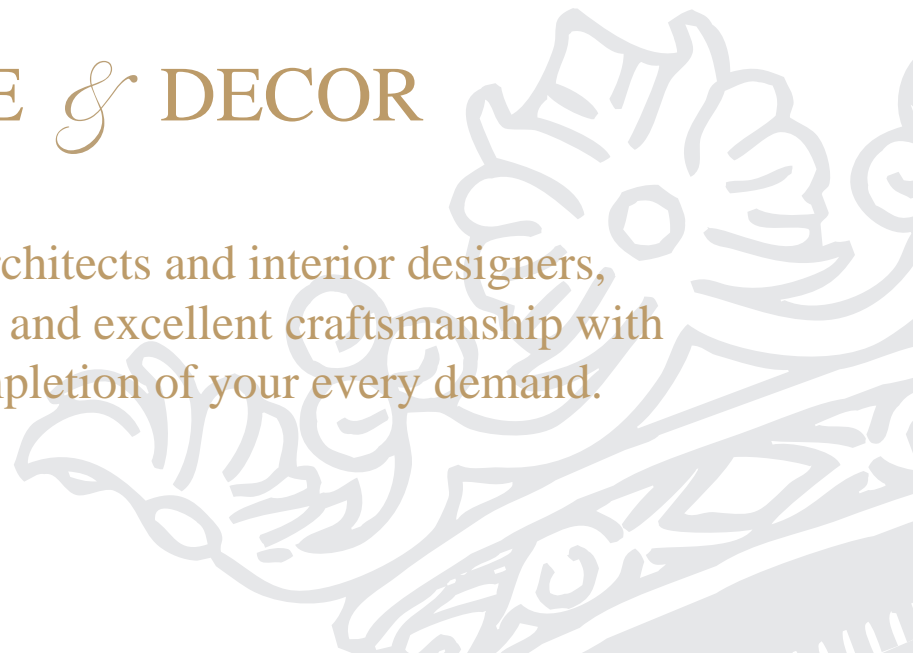 E & DECOR
rchitects and interior designers,
and excellent craftsmanship with
pletion of your every demand.